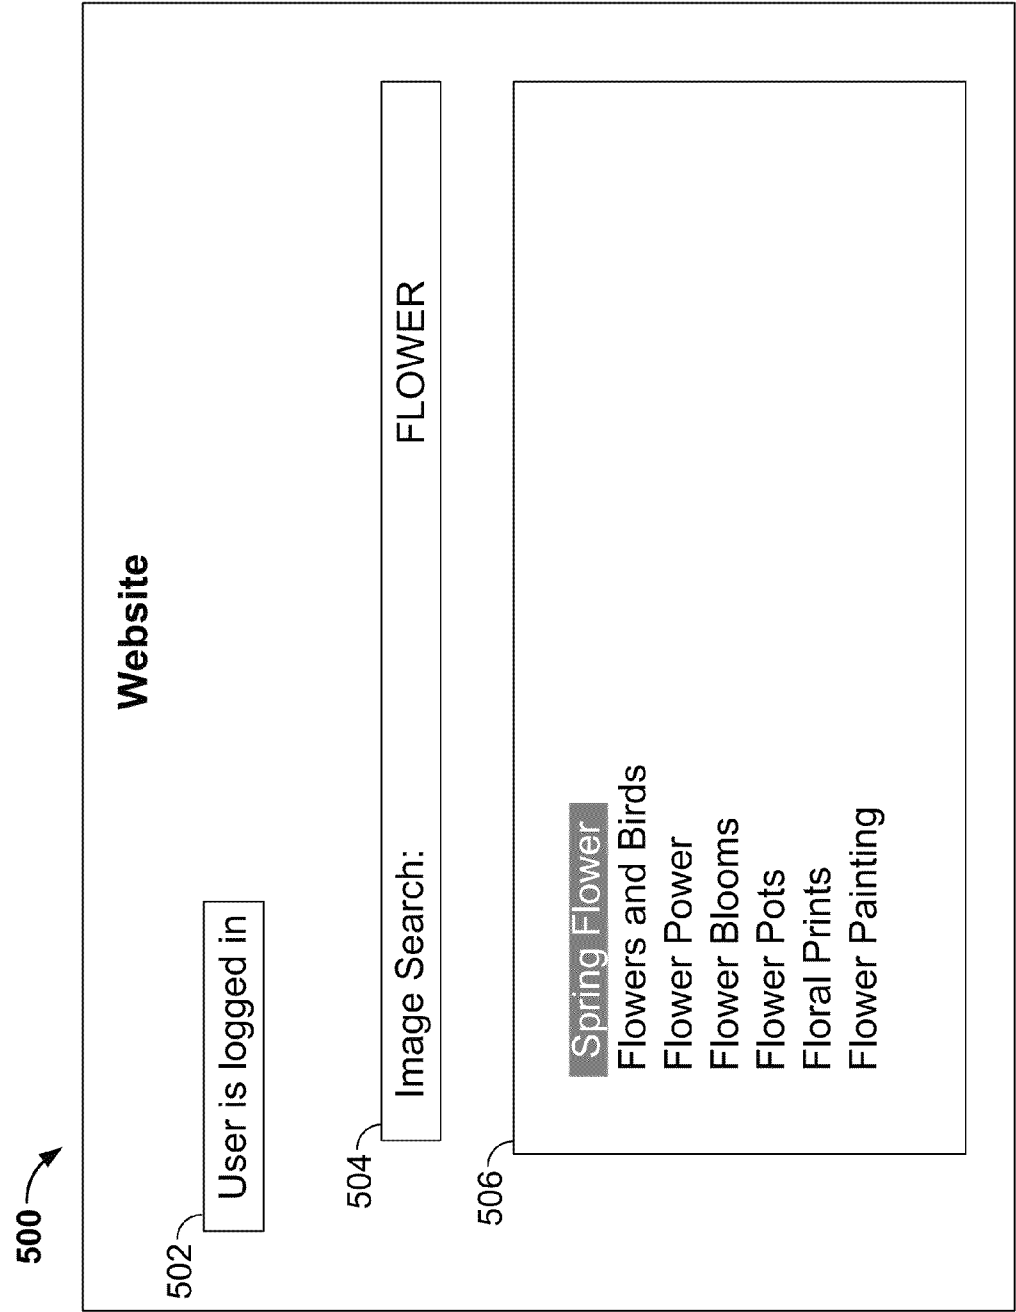 500
Website
502
User is logged in
504
Image Search: FLOWER
506
Spring Flower
Flowers and Birds
Flower Power
Flower Blooms
Flower Pots
Floral Prints
Flower Painting